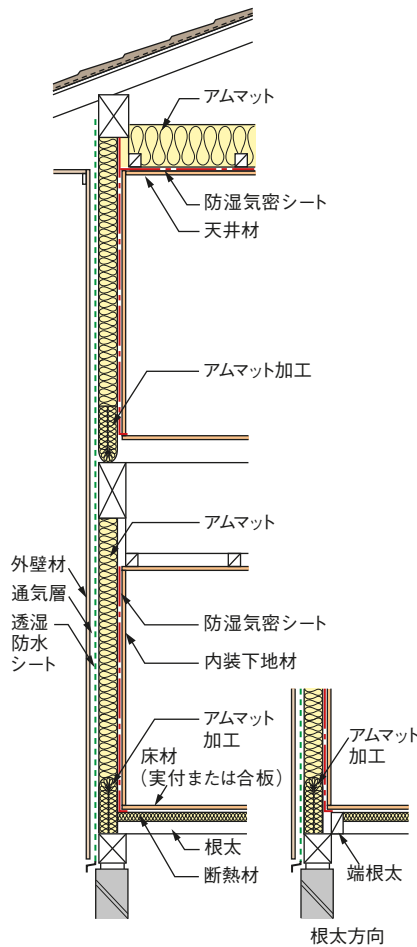 アムマット
防湿気密シート
天井材
アムマット加工
アムマット
外壁材
通気層
透湿
防水
シート
防湿気密シート
内装下地材
アムマット
加工
床材
(実付または合板)
根太
断熱材
アムマット
加工
端根太
根太方向